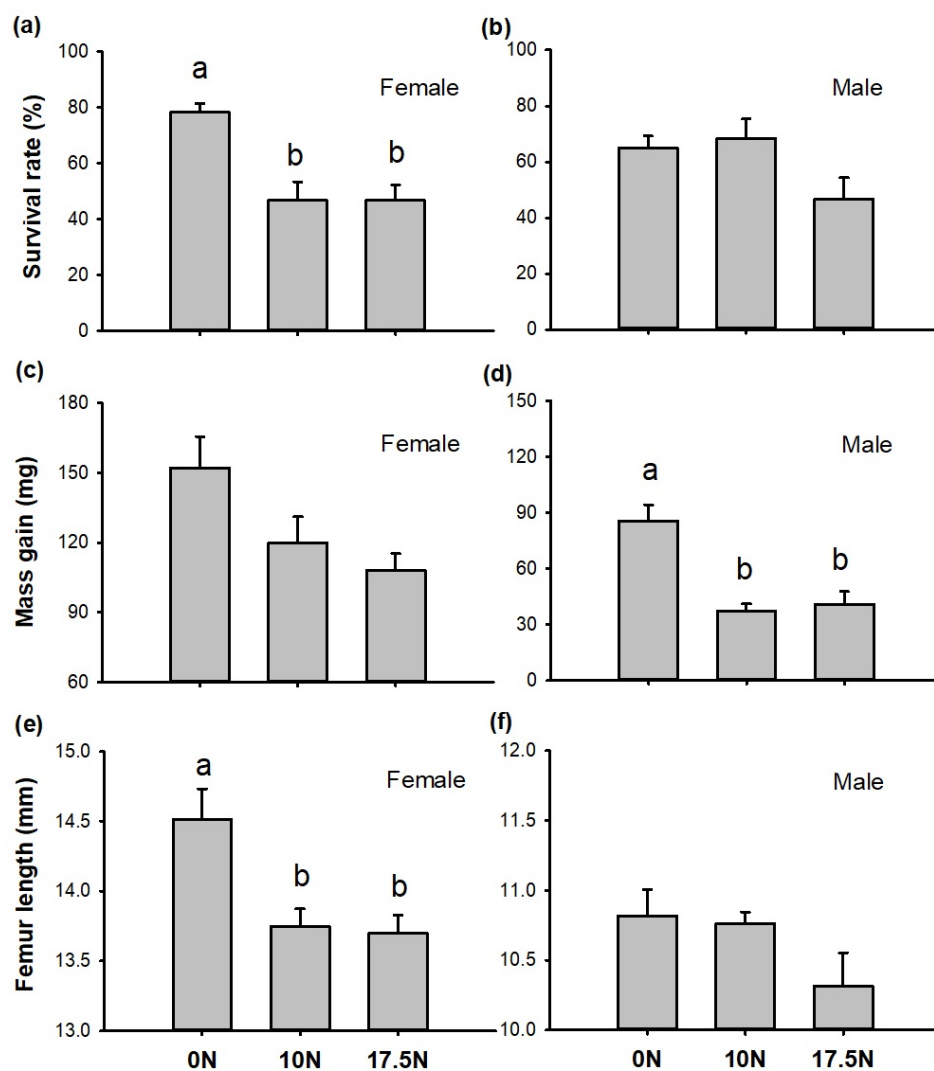 (a)
Survival rate (%)
100
80
60
40
20
0
a
b
b
Female
(b)
100
80
60
40
20
0
Male
(c)
Mass gain (mg)
180
150
120
90
60
Female
(d)
150
120
90
60
30
0
a
b
b
Male
(e)
Femur length (mm)
15.0
14.5
14.0
13.5
13.0
a
b
b
Female
0N 10N 17.5N
(f)
12.0
11.5
11.0
10.5
10.0
Male
0N 10N 17.5N